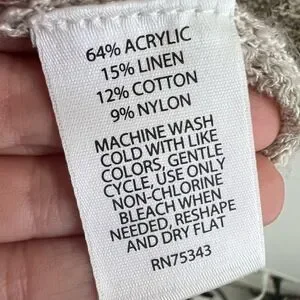 64% ACRYLIC
15% LINEN
12% COTTON
9% NYLON
MACHINE WASH
COLD WITH LIKE
COLORS, GENTLE
CYCLE, USE ONLY
NON-CHLORINE
BLEACH WHEN
NEEDED, RESHAPE
AND DRY FLAT
RN75343